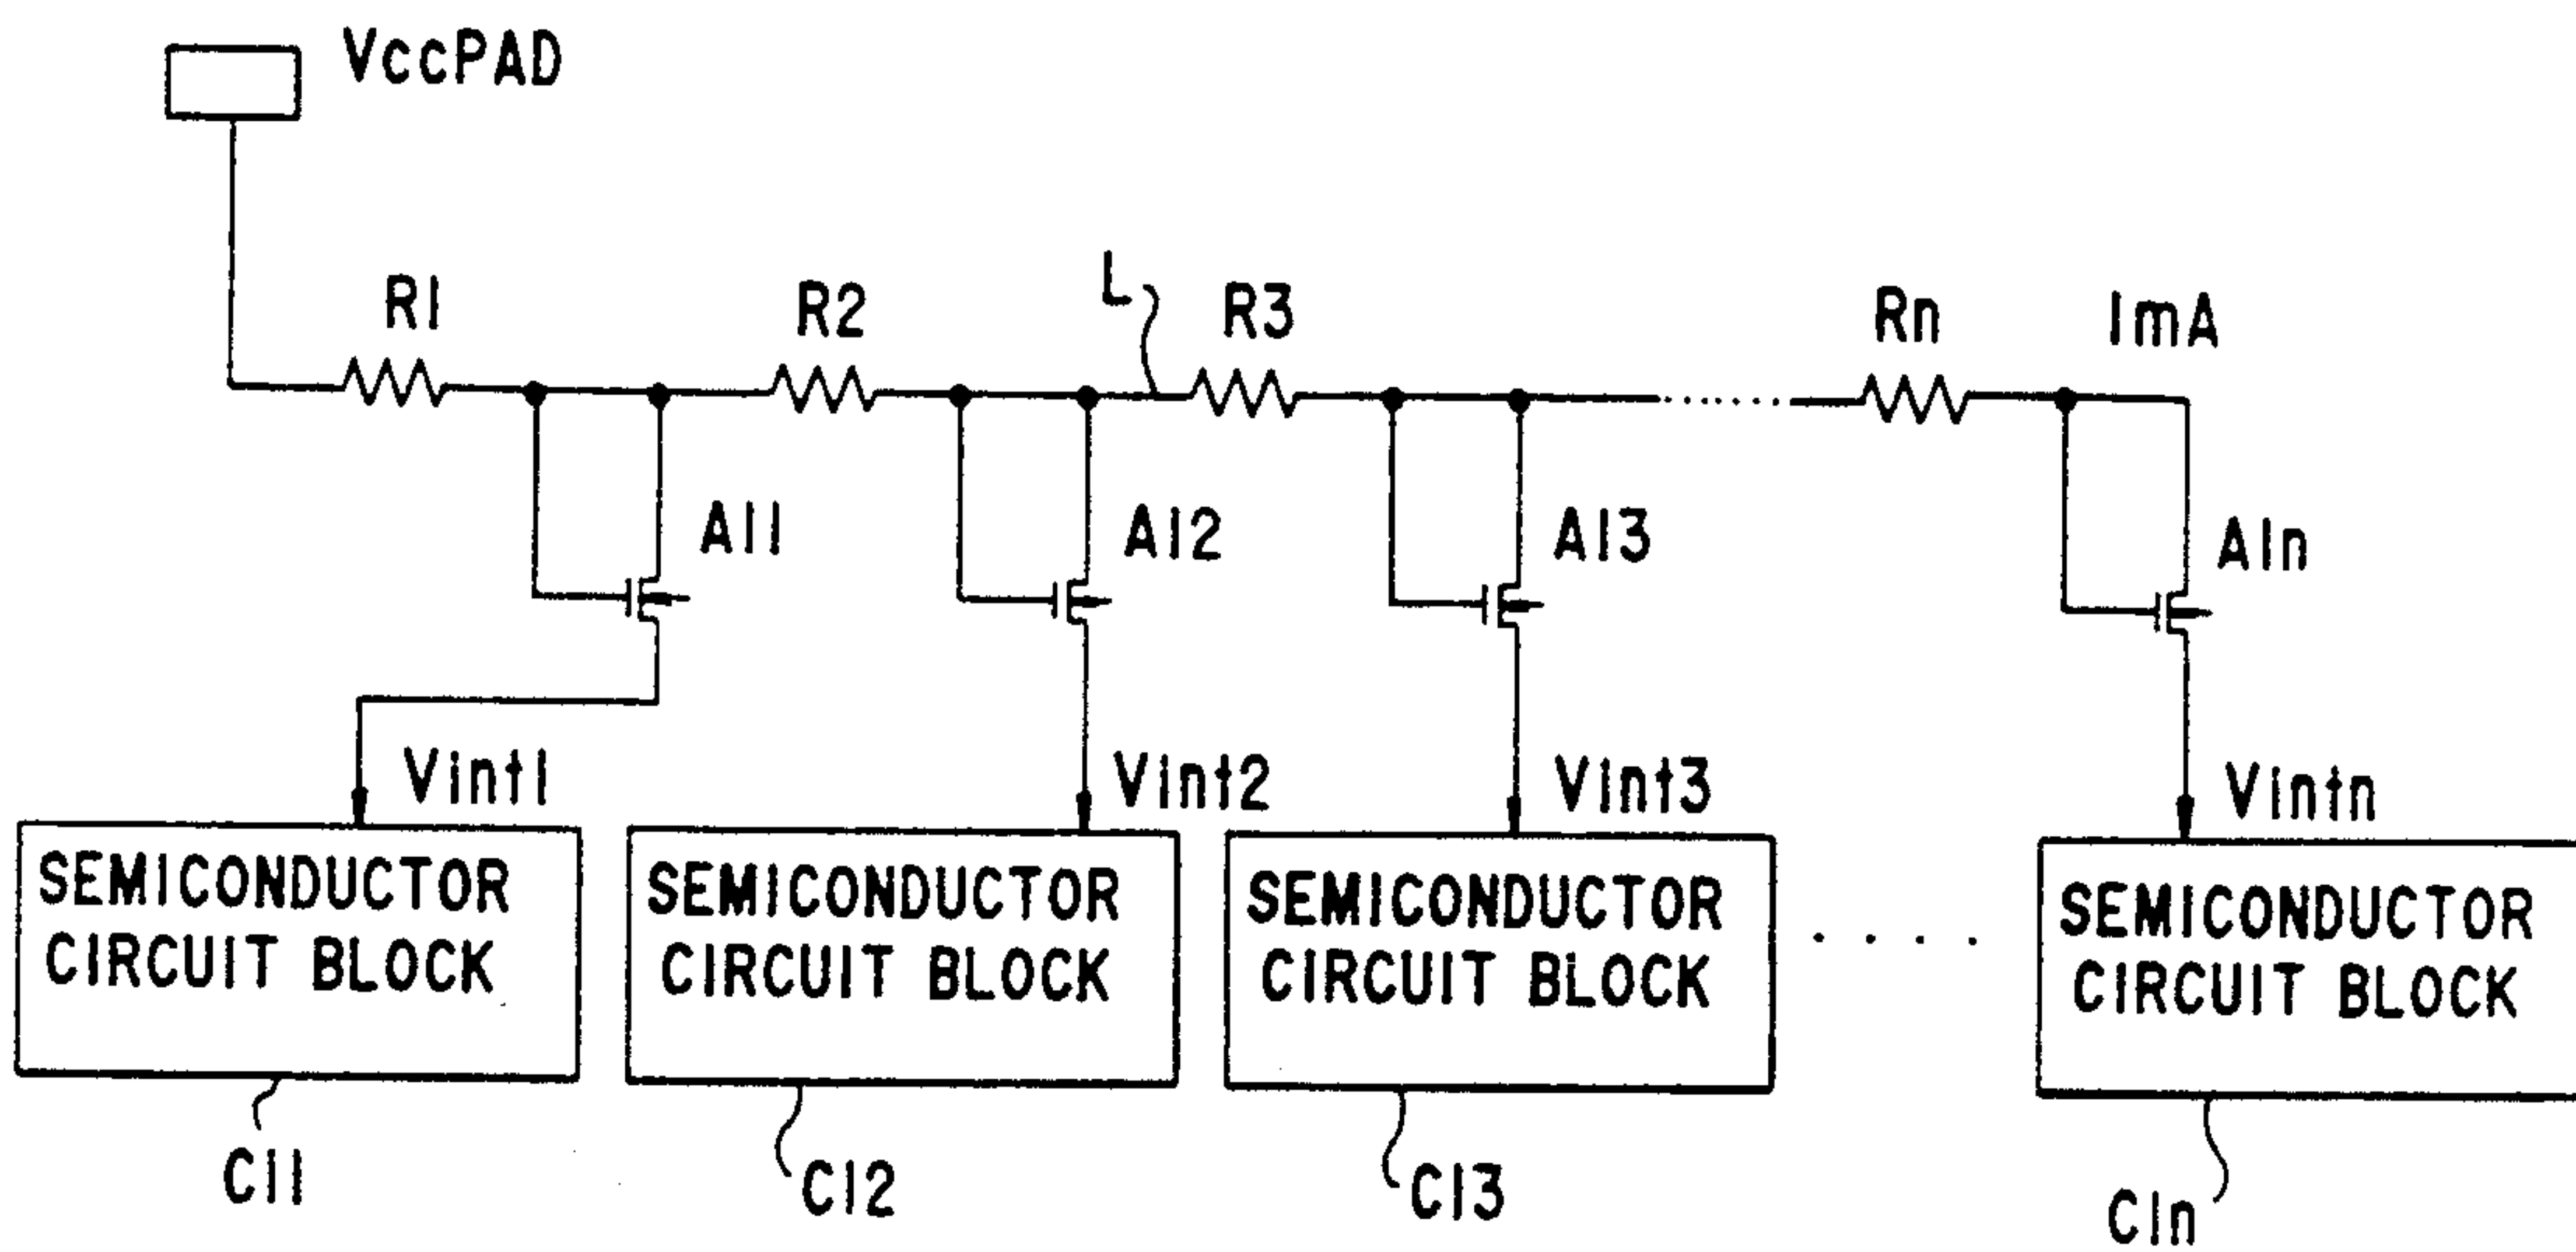 VccPAD
R1
R2
L
R3
Rn
1mA
A11
A12
A13
A1n
Vint1
Vint2
Vint3
Vintn
SEMICONDUCTOR
CIRCUIT BLOCK
SEMICONDUCTOR
CIRCUIT BLOCK
SEMICONDUCTOR
CIRCUIT BLOCK
SEMICONDUCTOR
CIRCUIT BLOCK
C11
C12
C13
C1n